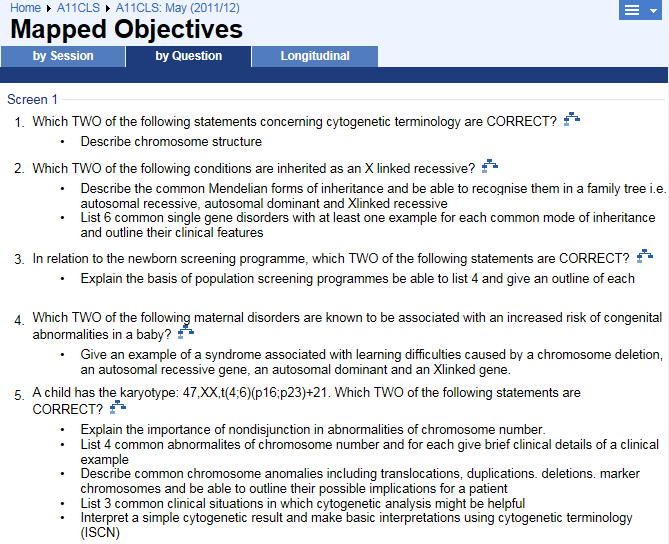 Home ▸ A11CLS ▸ A11CLS: May (2011/12)
Mapped Objectives
by Session by Question Longitudinal
Screen 1
1. Which TWO of the following statements concerning cytogenetic terminology are CORRECT?
• Describe chromosome structure
2. Which TWO of the following conditions are inherited as an X linked recessive?
• Describe the common Mendelian forms of inheritance and be able to recognise them in a family tree i.e.
autosomal recessive, autosomal dominant and Xlinked recessive
• List 6 common single gene disorders with at least one example for each common mode of inheritance
and outline their clinical features
3. In relation to the newborn screening programme, which TWO of the following statements are CORRECT?
• Explain the basis of population screening programmes be able to list 4 and give an outline of each
4. Which TWO of the following maternal disorders are known to be associated with an increased risk of congenital
abnormalities in a baby?
• Give an example of a syndrome associated with learning difficulties caused by a chromosome deletion,
an autosomal recessive gene, an autosomal dominant and an Xlinked gene.
5. A child has the karyotype: 47,XX,t(4;6)(p16;p23)+21. Which TWO of the following statements are
CORRECT?
• Explain the importance of nondisjunction in abnormalities of chromosome number.
• List 4 common abnormalites of chromosome number and for each give brief clinical details of a clinical
example
• Describe common chromosome anomalies including translocations, duplications. deletions. marker
chromosomes and be able to outline their possible implications for a patient
• List 3 common clinical situations in which cytogenetic analysis might be helpful
• Interpret a simple cytogenetic result and make basic interpretations using cytogenetic terminology
(ISCN)